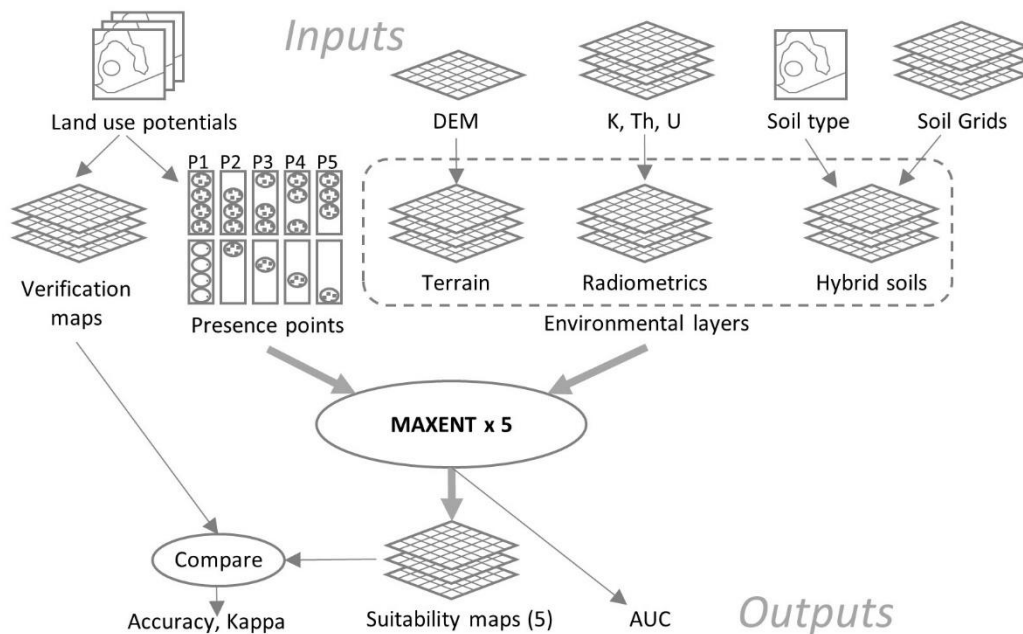 Inputs
Land use potentials
DEM
K, Th, U
Soil type
Soil Grids
P1 P2 P3 P4 P5
Verification
maps
Presence points
Terrain
Radiometrics
Hybrid soils
Environmental layers
MAXENT x 5
Compare
Accuracy, Kappa
Suitability maps (5)
AUC
Outputs